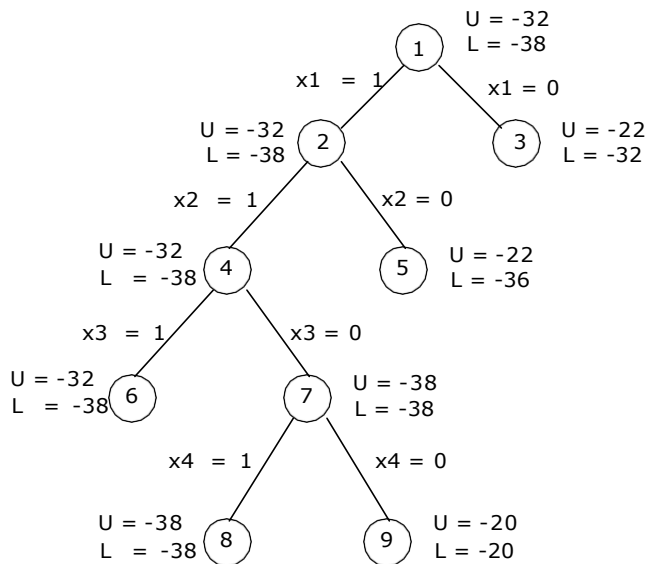 U = -32
L = -38
1
x1 = 1
x1 = 0
U = -32
L = -38
2
3
U = -22
L = -32
x2 = 1
x2 = 0
U = -32
L = -38
4
5
U = -22
L = -36
x3 = 1
x3 = 0
U = -32
L = -38
6
7
U = -38
L = -38
x4 = 1
x4 = 0
U = -38
L = -38
8
9
U = -20
L = -20